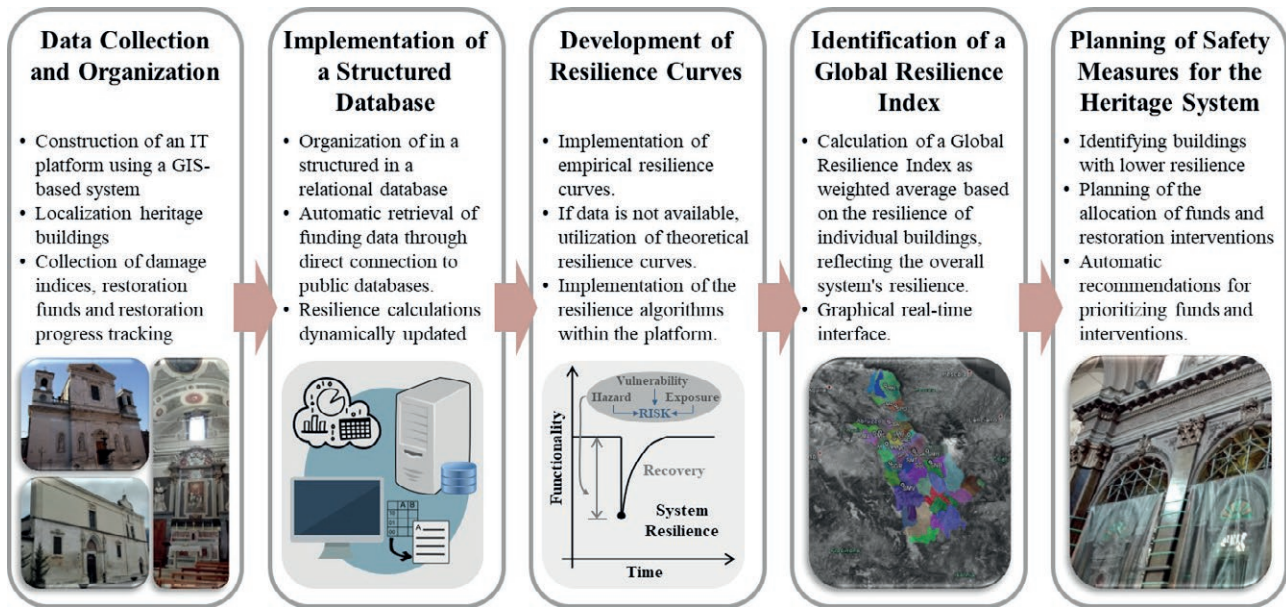 Data Collection
and Organization
• Construction of an IT
platform using a GIS-
based system
• Localization heritage
buildings
• Collection of damage
indices, restoration
funds and restoration
progress tracking
Implementation of
a Structured
Database
• Organization of in a
structured in a
relational database
• Automatic retrieval of
funding data through
direct connection to
public databases.
• Resilience calculations
dynamically updated
A B
A
Development of
Resilience Curves
• Implementation of
empirical resilience
curves.
• If data is not available,
utilization of theoretical
resilience curves.
• Implementation of the
resilience algorithms
within the platform.
Functionality
Vulnerability
Hazard Exposure
RISK
Recovery
System
Resilience
Time
Identification of a
Global Resilience
Index
• Calculation of a Global
Resilience Index as
weighted average based
on the resilience of
individual buildings,
reflecting the overall
system's resilience.
• Graphical real-time
interface.
Planning of Safety
Measures for the
Heritage System
• Identifying buildings
with lower resilience
• Planning of the
allocation of funds and
restoration interventions
• Automatic
recommendations for
prioritizing funds and
interventions.